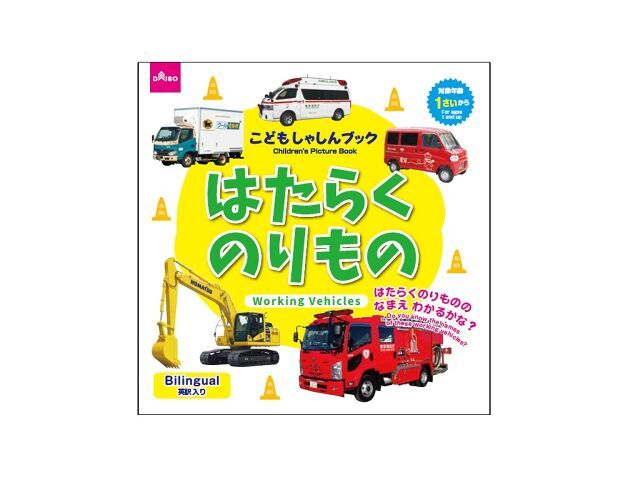 DAISO
対象年齢
1さいから
For ages
1 and up
こどもしゃしんブック
Children's Picture Book
はたらく
のりもの
Working Vehicles
KOMATSU
EV
はたらくのりものの
なまえ わかるかな？
Do you know the names
of these working vehicles?
Bilingual
英訳入り